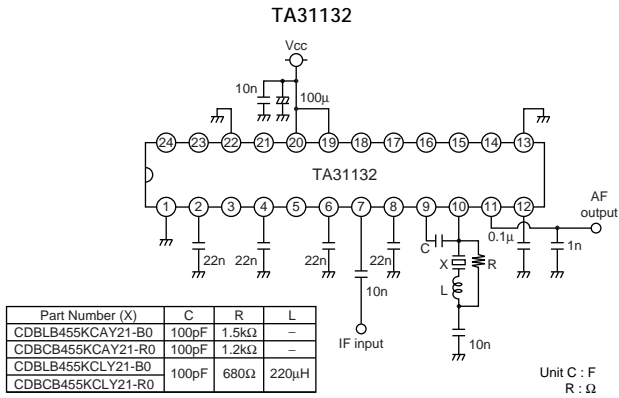 TA31132
Vcc
10n
100μ
24 23 22 21 20 19 18 17 16 15 14 13
TA31132
1 2 3 4 5 6 7 8 9 10 11 12
AF
output
0.1μ
C
22n 22n 22n 22n
X R
1n
L
10n
10n
IF input
Part Number (X) C R L
CDBLB455KCAY21-B0 100pF 1.5kΩ –
CDBCB455KCAY21-R0 100pF 1.2kΩ –
CDBLB455KCLY21-B0 100pF 680Ω 220μH
CDBCB455KCLY21-R0
Unit C : F
R : Ω